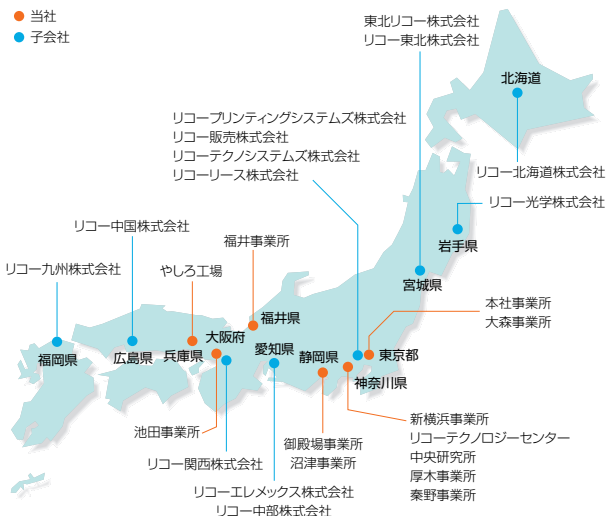 当社
子会社
東北リコー株式会社
リコー東北株式会社
北海道
リコープリンティングシステムズ株式会社
リコー販売株式会社
リコーテクノシステムズ株式会社
リコーリース株式会社
リコー北海道株式会社
リコー光学株式会社
リコー中国株式会社
福井事業所
岩手県
リコー九州株式会社
やしろ工場
宮城県
本社事業所
大森事業所
福井県
大阪府
福岡県
広島県
兵庫県
愛知県
静岡県
東京都
神奈川県
池田事業所
新横浜事業所
リコーテクノロジーセンター
中央研究所
厚木事業所
秦野事業所
御殿場事業所
沼津事業所
リコー関西株式会社
リコーエレメックス株式会社
リコー中部株式会社